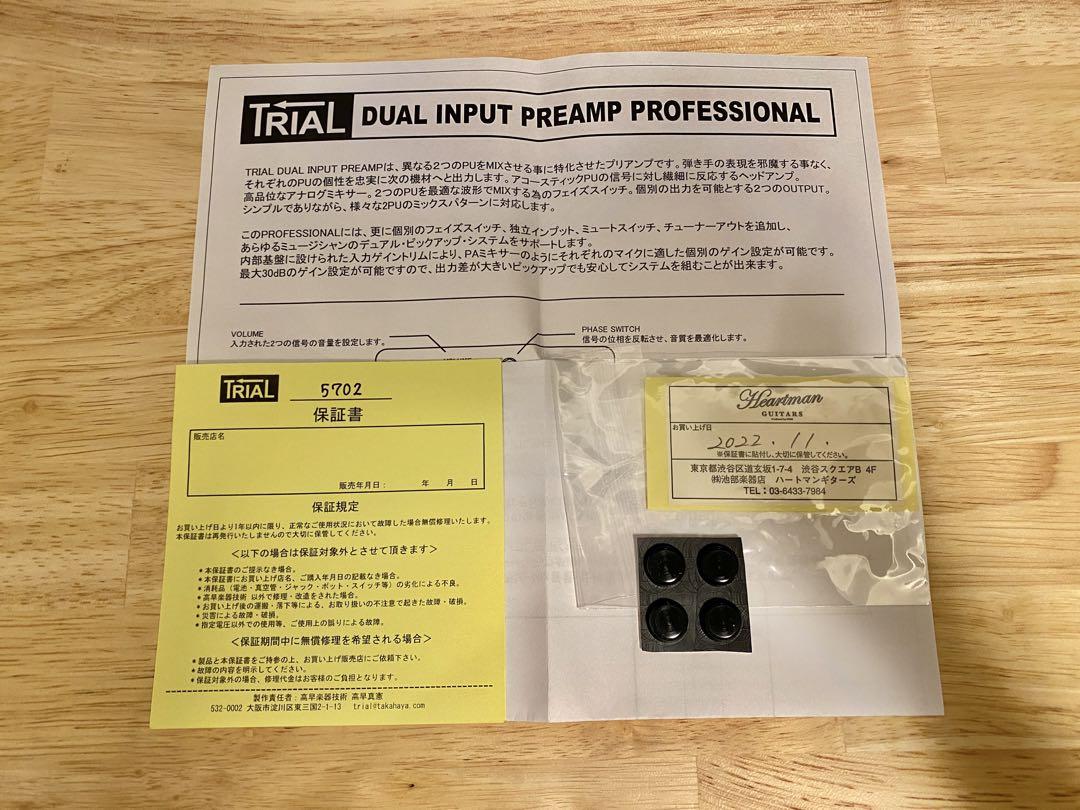 TRIAL DUAL INPUT PREAMP PROFESSIONAL
TRIAL DUAL INPUT PREAMPは、異なる2つのPUをMIXさせる事に特化させたプリアンプです。弾き手の表現を邪魔する事なく、
それぞれのPUの個性を忠実に次の機材へと出力します。アコースティックPUの信号に対し繊細に反応するヘッドアンプ。
高品位なアナログミキサー。2つのPUを最適な波形でMIXする為のフェイズスイッチ。個別の出力を可能とする2つのOUTPUT。
シンプルでありながら、様々な2PUのミックスパターンに対応します。
このPROFESSIONALには、更に個別のフェイズスイッチ、独立インプット、ミュートスイッチ、チューナーアウトを追加し、
あらゆるミュージシャンのデュアル・ピックアップ・システムをサポートします。
内部基盤に設けられた入力ゲイントリムにより、PAミキサーのようにそれぞれのマイクに適した個別のゲイン設定が可能です。
最大30dBのゲイン設定が可能ですので、出力差が大きいピックアップでも安心してシステムを組むことが出来ます。
VOLUME
入力された2つの信号の音量を設定します。
PHASE SWITCH
信号の位相を反転させ、音質を最適化します。
TRIAL 5702
保証書
販売店名
販売年月日： 年 月 日
保証規定
お買い上げ日より1年以内に限り、正常なご使用状況において故障した場合無償修理いたします。
本保証書は再発行いたしませんので大切に保管してください。
＜以下の場合は保証対象外とさせて頂きます＞
＊本保証書のご提示なき場合。
＊本保証書にお買い上げ店名、ご購入年月日の記載なき場合。
＊消耗品（電池・真空管・ジャック・ポット・スイッチ等）の劣化による不良。
＊高早楽器技術 以外で修理・改造をされた場合。
＊お買い上げ後の運搬・落下等による、お取り扱いの不注意で起きた故障・破損。
＊災害による故障・破損。
＊指定電圧以外での使用等、ご使用上の誤りによる故障。
＜保証期間中に無償修理を希望される場合＞
＊製品と本保証書をご持参の上、お買い上げ販売店にご依頼下さい。
＊故障の内容を明示してください。
＊保証対象外の場合、修理代金はお客様のご負担となります。
製作責任者：高早楽器技術 高早真憲
532-0002 大阪市淀川区東三国2-1-13 trial@takahaya.com
Heartman
GUITARS
お買い上げ日
2022.11.
※保証書に貼付し、大切に保管してください。
東京都渋谷区道玄坂1-7-4 渋谷スクエアB 4F
㈱池部楽器店 ハートマンギターズ
TEL：03-6433-7984